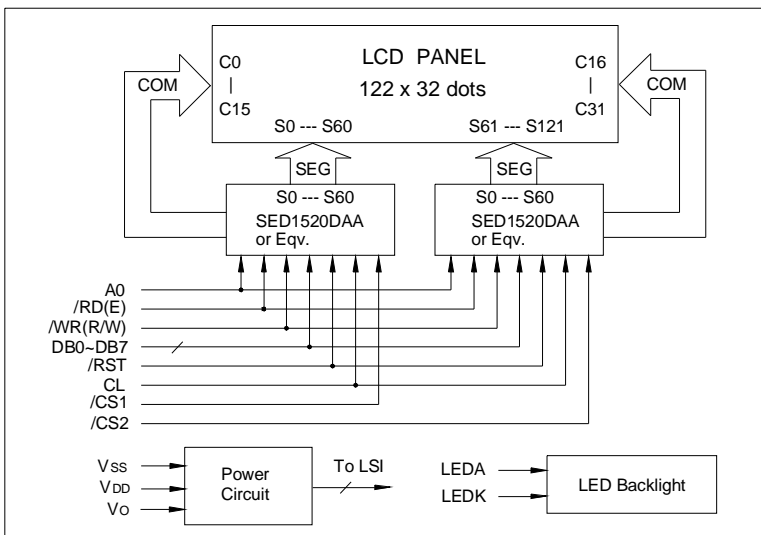 LCD PANEL
122 x 32 dots
C0
|
C15
C16
|
C31
COM
COM
S0 --- S60
S61 --- S121
SEG
SEG
S0 --- S60
SED1520DAA
or Eqv.
S0 --- S60
SED1520DAA
or Eqv.
A0
/RD(E)
/WR(R/W)
DB0~DB7
/RST
CL
/CS1
/CS2
VSS
VDD
VO
Power
Circuit
To LSI
LEDA
LEDK
LED Backlight